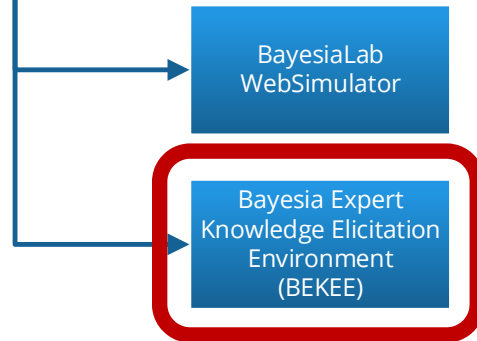 BayesiaLab
WebSimulator
Bayesia Expert
Knowledge Elicitation
Environment
(BEKEE)